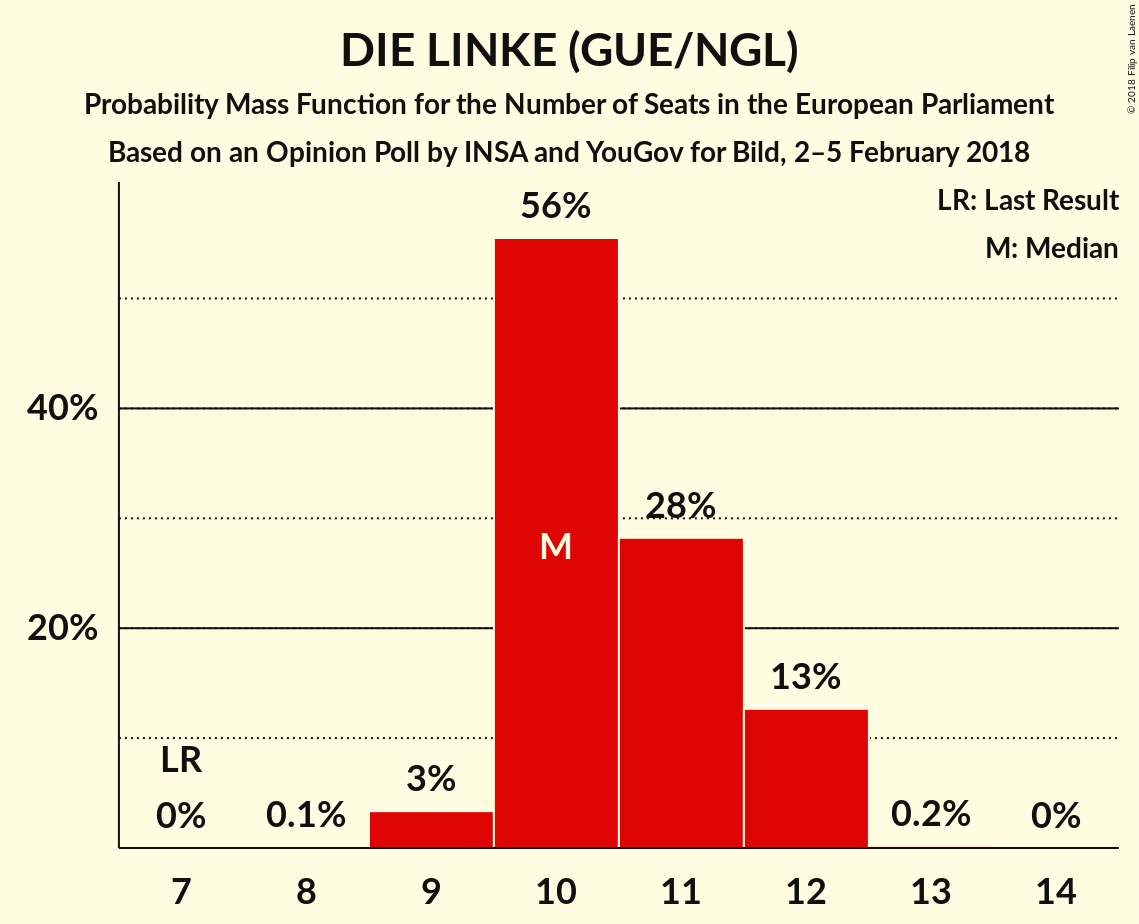 DIE LINKE (GUE/NGL)
Probability Mass Function for the Number of Seats in the European Parliament
Based on an Opinion Poll by INSA and YouGov for Bild, 2–5 February 2018
© 2018 Filip van Laenen
LR: Last Result
M: Median
56%
40%
28%
M
20%
13%
LR
3%
0%
0.1%
0.2%
0%
7 8 9 10 11 12 13 14